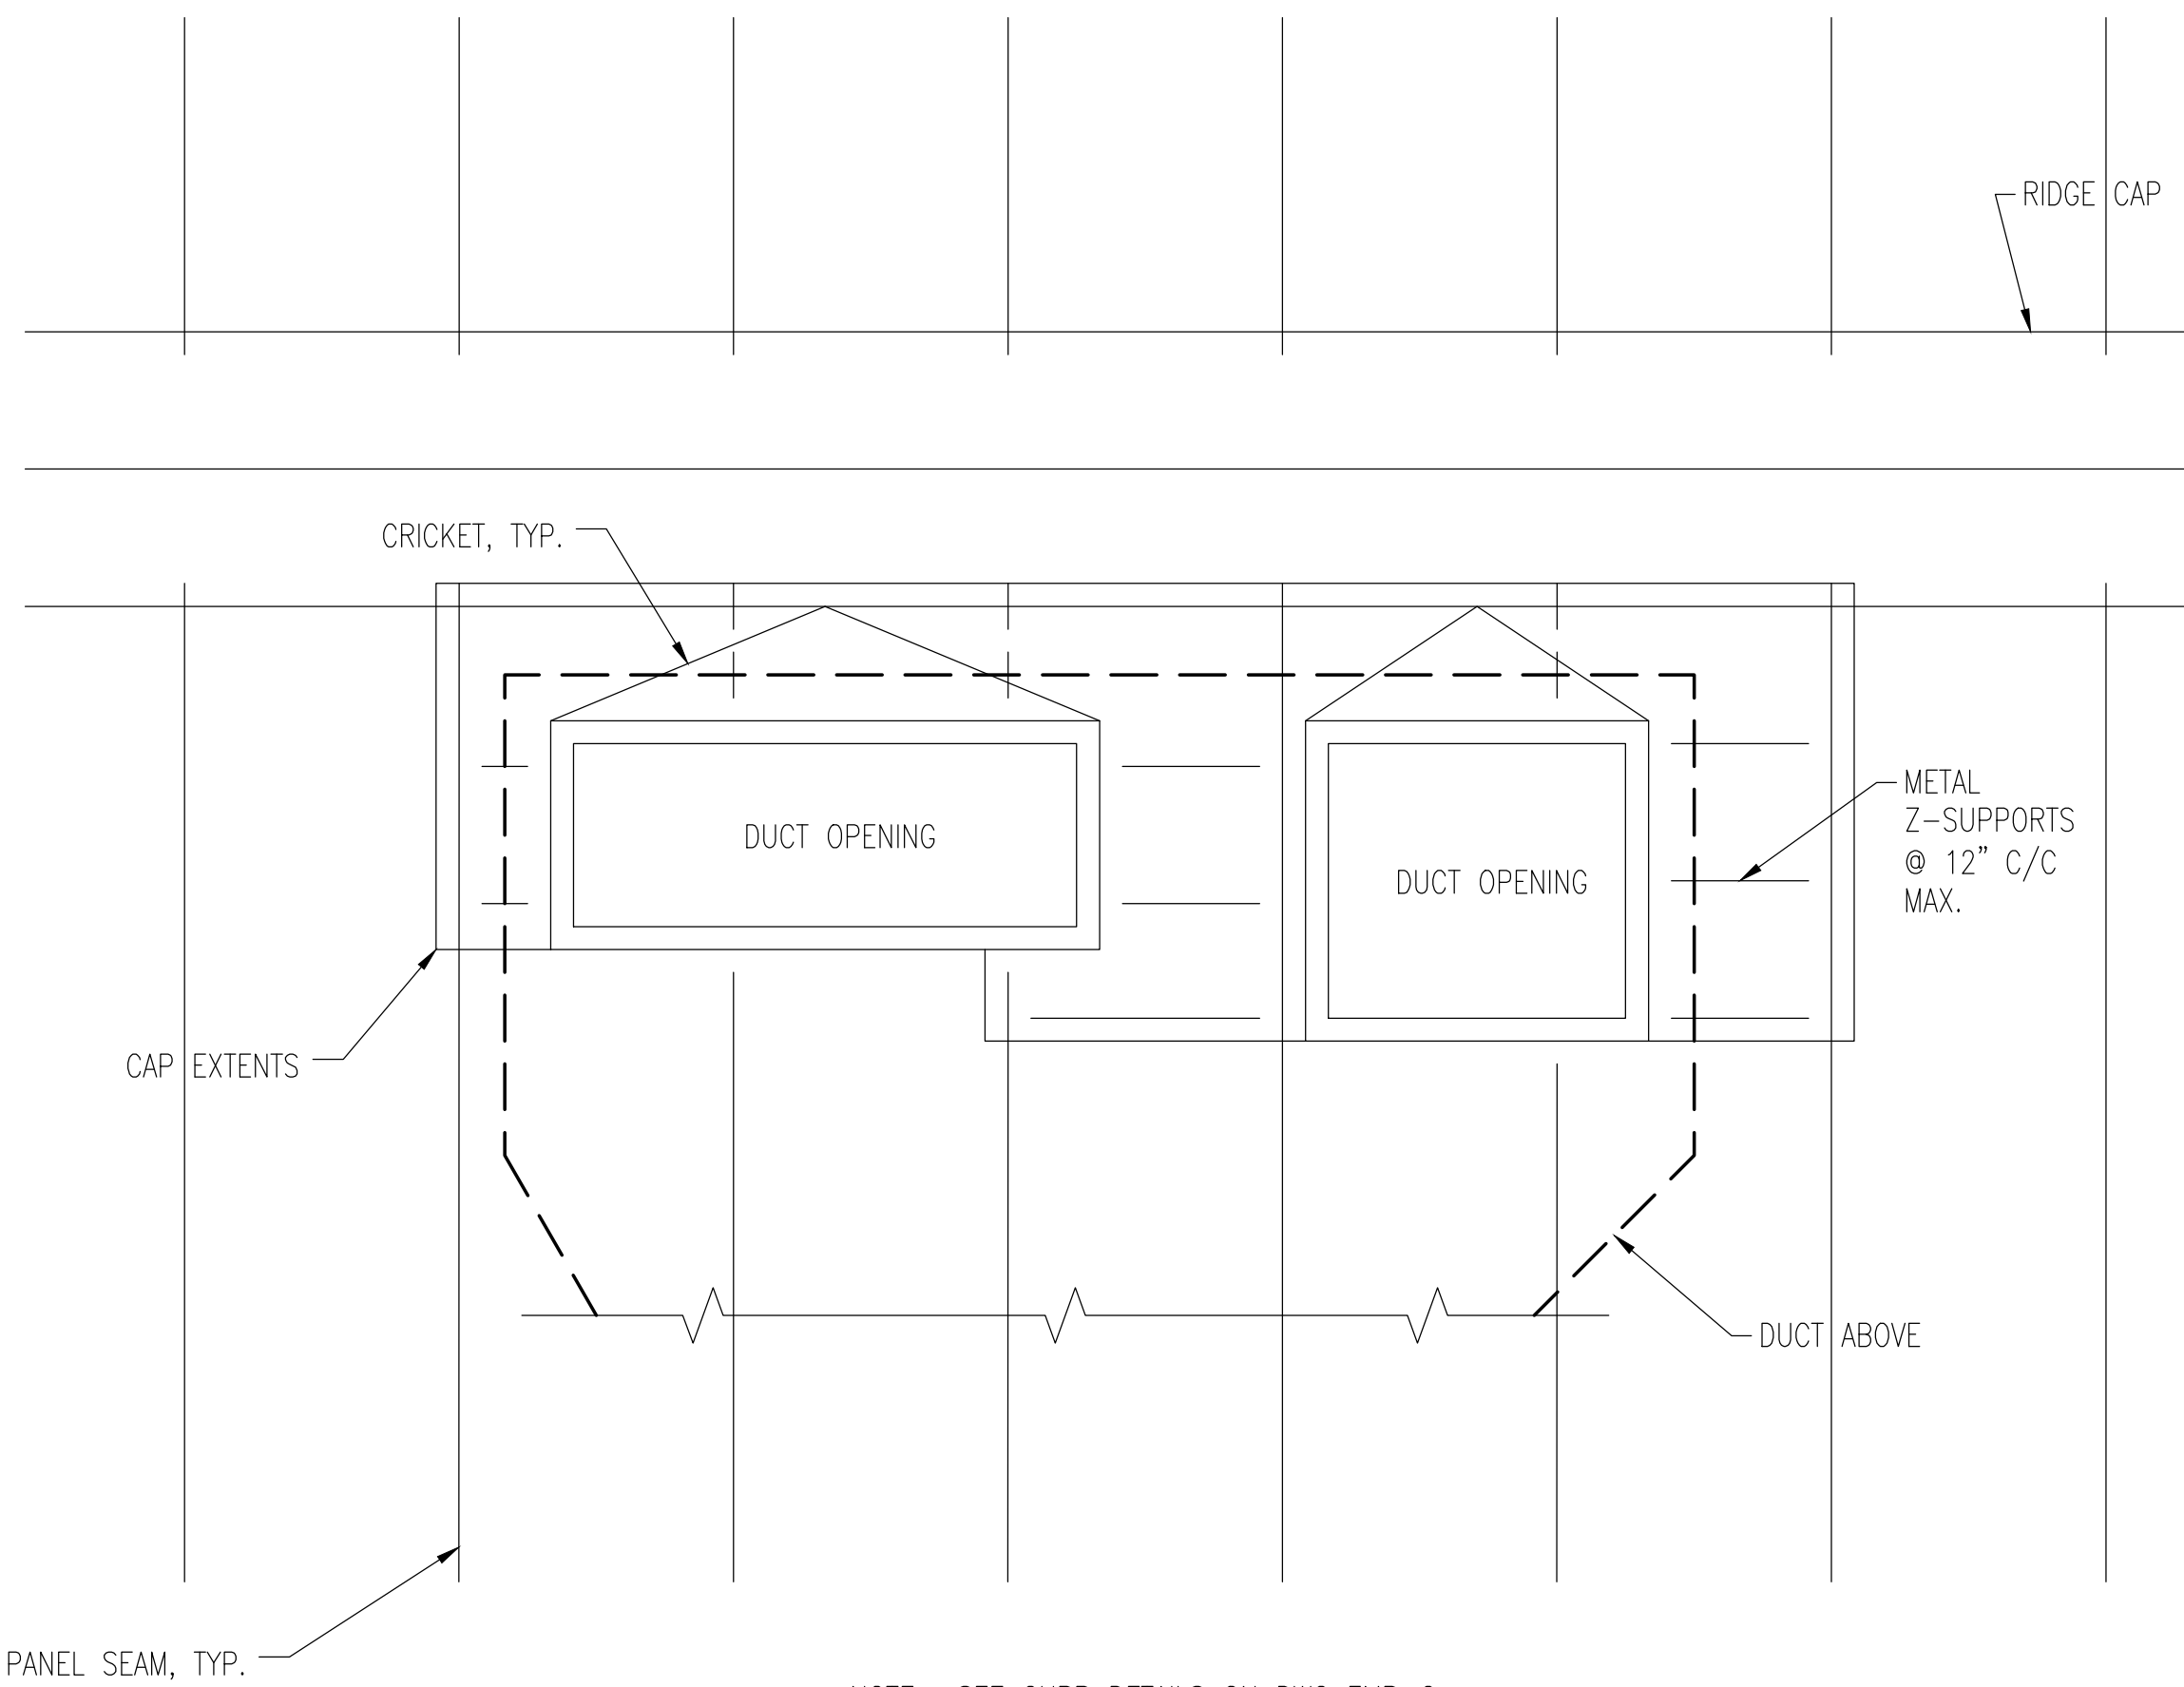 RIDGE CAP
CRICKET, TYP.
METAL
Z-SUPPORTS
@ 12" C/C
MAX.
DUCT OPENING
DUCT OPENING
CAP EXTENTS
DUCT ABOVE
PANEL SEAM, TYP.